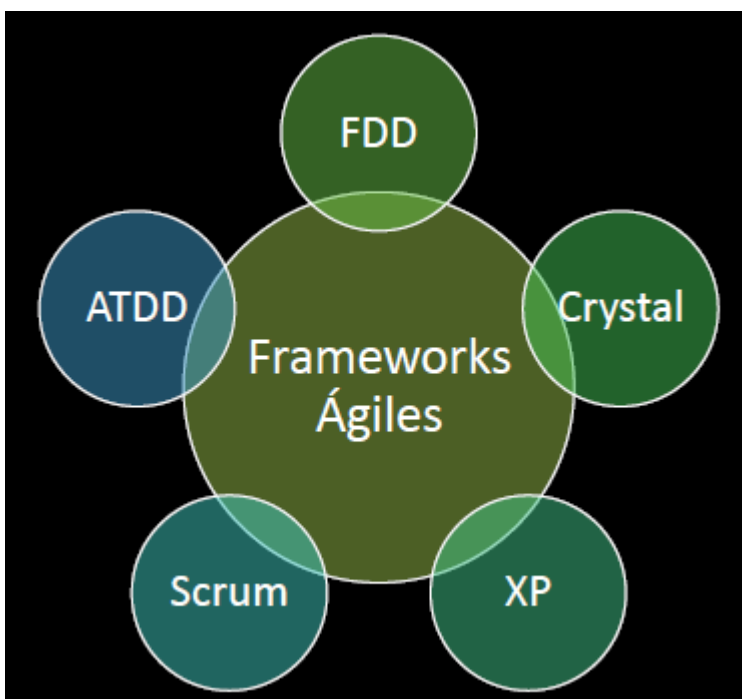 FDD
ATDD
Crystal
Frameworks
Ágiles
Scrum
XP